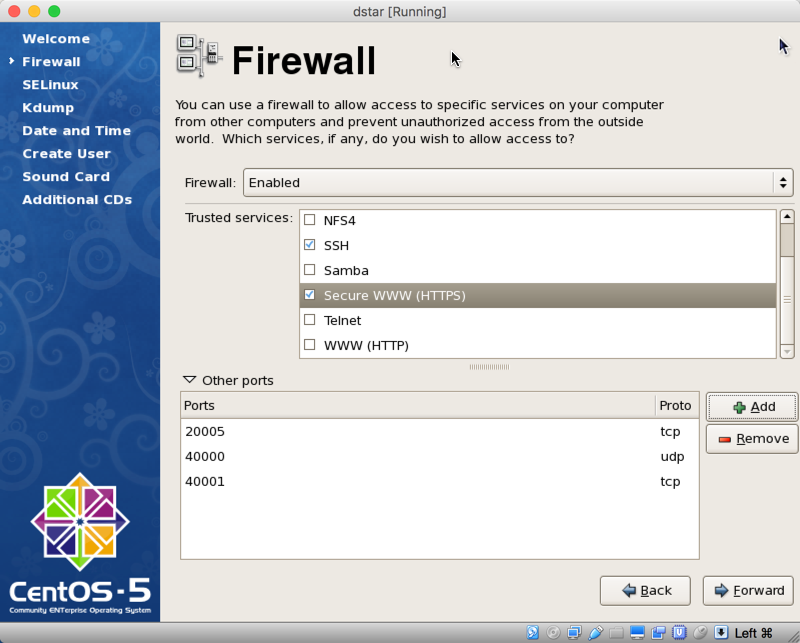 dstar [Running]
Welcome
Firewall
SELinux
Kdump
Date and Time
Create User
Sound Card
Additional CDs
CentOS-5
Community ENTerprise Operating System
Firewall
You can use a firewall to allow access to specific services on your computer
from other computers and prevent unauthorized access from the outside
world.  Which services, if any, do you wish to allow access to?
Firewall: Enabled
Trusted services:
NFS4
SSH
Samba
Secure WWW (HTTPS)
Telnet
WWW (HTTP)
Other ports
Ports Proto
20005 tcp
40000 udp
40001 tcp
Add
Remove
Back Forward
Left ⌘